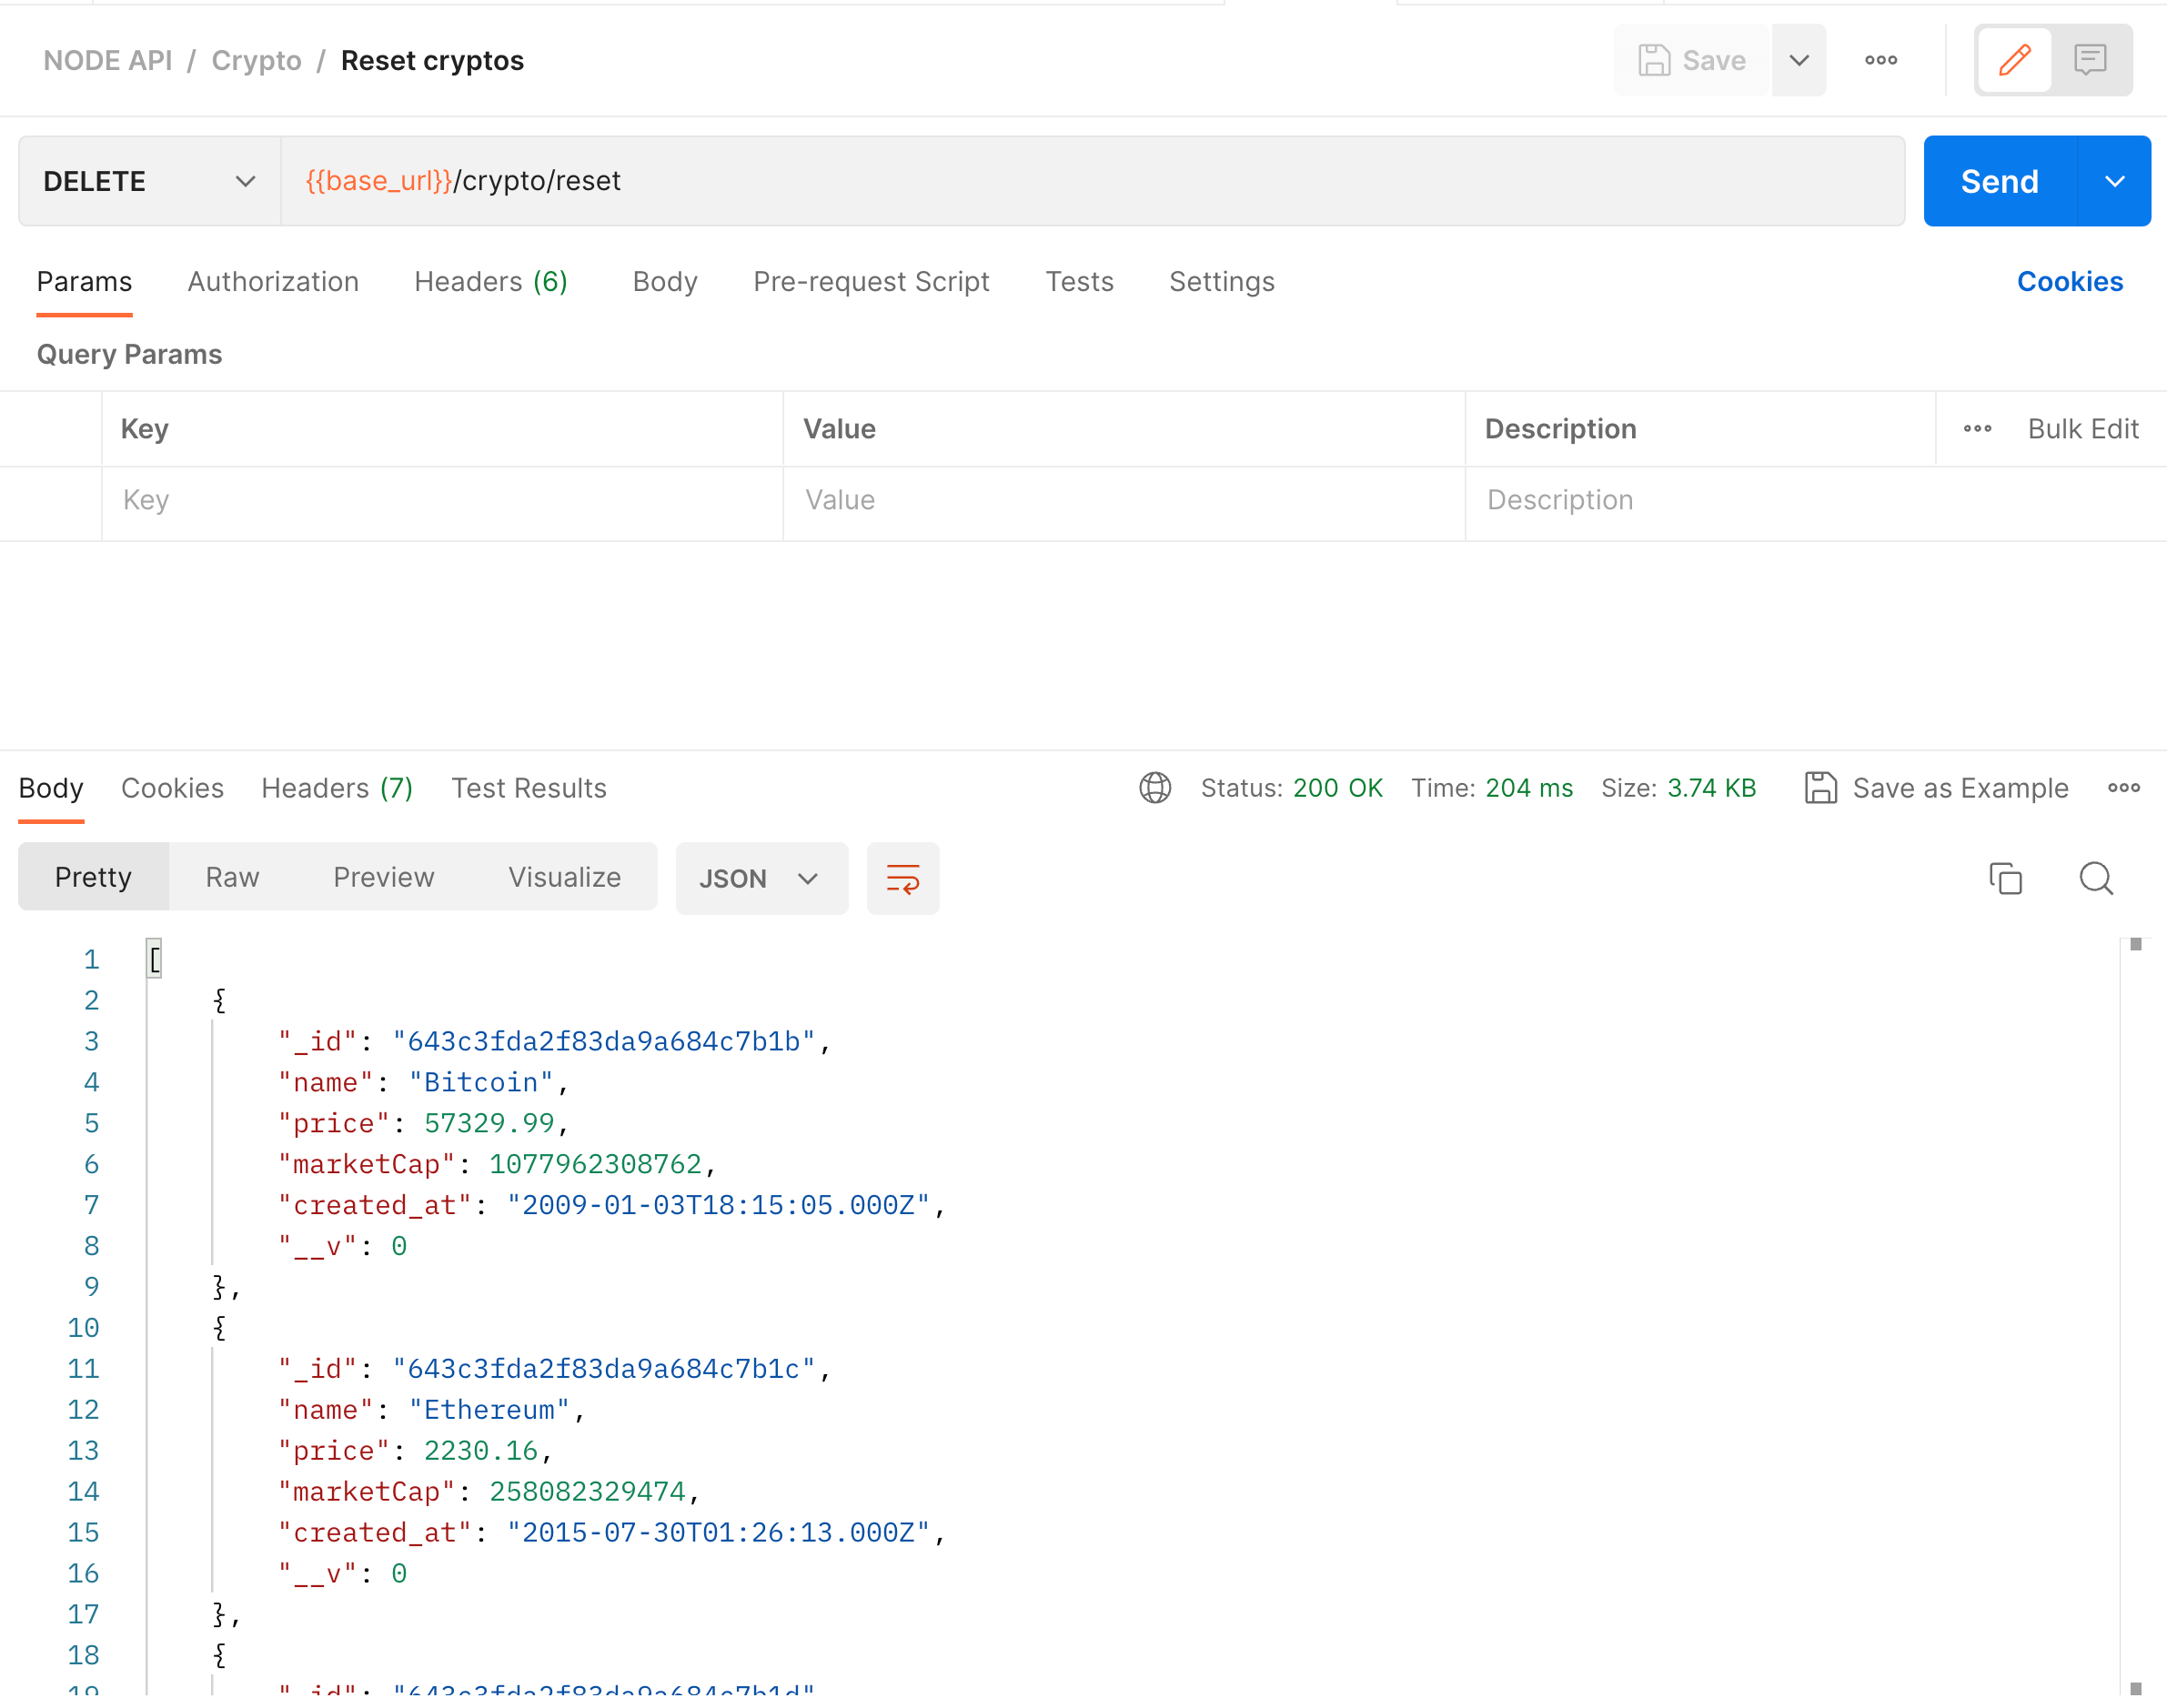 NODE API / Crypto / Reset cryptos
Save
DELETE
{{base_url}}/crypto/reset
Send
Params Authorization Headers (6) Body Pre-request Script Tests Settings Cookies
Query Params
Key Value Description Bulk Edit
Key Value Description
Body Cookies Headers (7) Test Results Status: 200 OK Time: 204 ms Size: 3.74 KB Save as Example
Pretty Raw Preview Visualize JSON
1 [
2 {
3 "_id": "643c3fda2f83da9a684c7b1b",
4 "name": "Bitcoin",
5 "price": 57329.99,
6 "marketCap": 1077962308762,
7 "created_at": "2009-01-03T18:15:05.000Z",
8 "__v": 0
9 },
10 {
11 "_id": "643c3fda2f83da9a684c7b1c",
12 "name": "Ethereum",
13 "price": 2230.16,
14 "marketCap": 258082329474,
15 "created_at": "2015-07-30T01:26:13.000Z",
16 "__v": 0
17 },
18 {
19 "_id": "643c3fda2f83da9a684c7b1d"